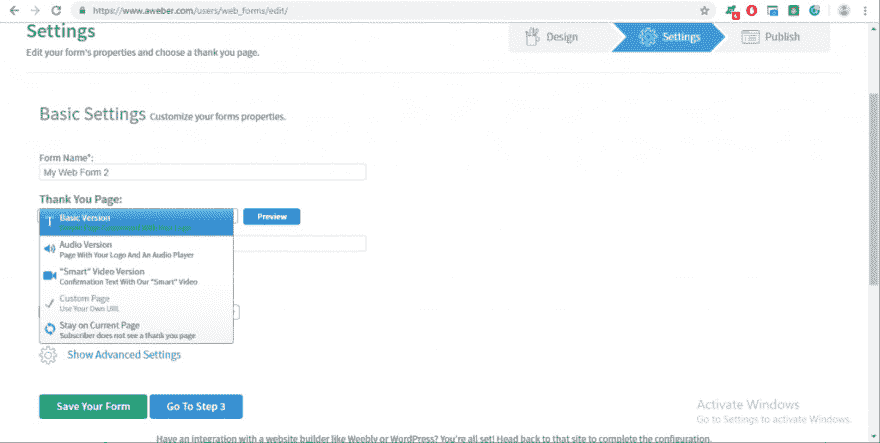 https://www.aweber.com/users/web_forms/edit/
Settings
Edit your form's properties and choose a thank you page.
Design
Settings
Publish
Basic Settings Customize your forms properties.
Form Name*:
My Web Form 2
Thank You Page:
Basic Version
Preview
Audio Version
Page With Your Logo And An Audio Player
"Smart" Video Version
Confirmation Text With Our "Smart" Video
Custom Page
Use Your Own URL
Stay on Current Page
Subscriber does not see a thank you page
Show Advanced Settings
Save Your Form
Go To Step 3
Activate Windows
Go to Settings to activate Windows.
Have an integration with a website builder like Weebly or WordPress? You're all set! Head back to that site to complete the configuration.